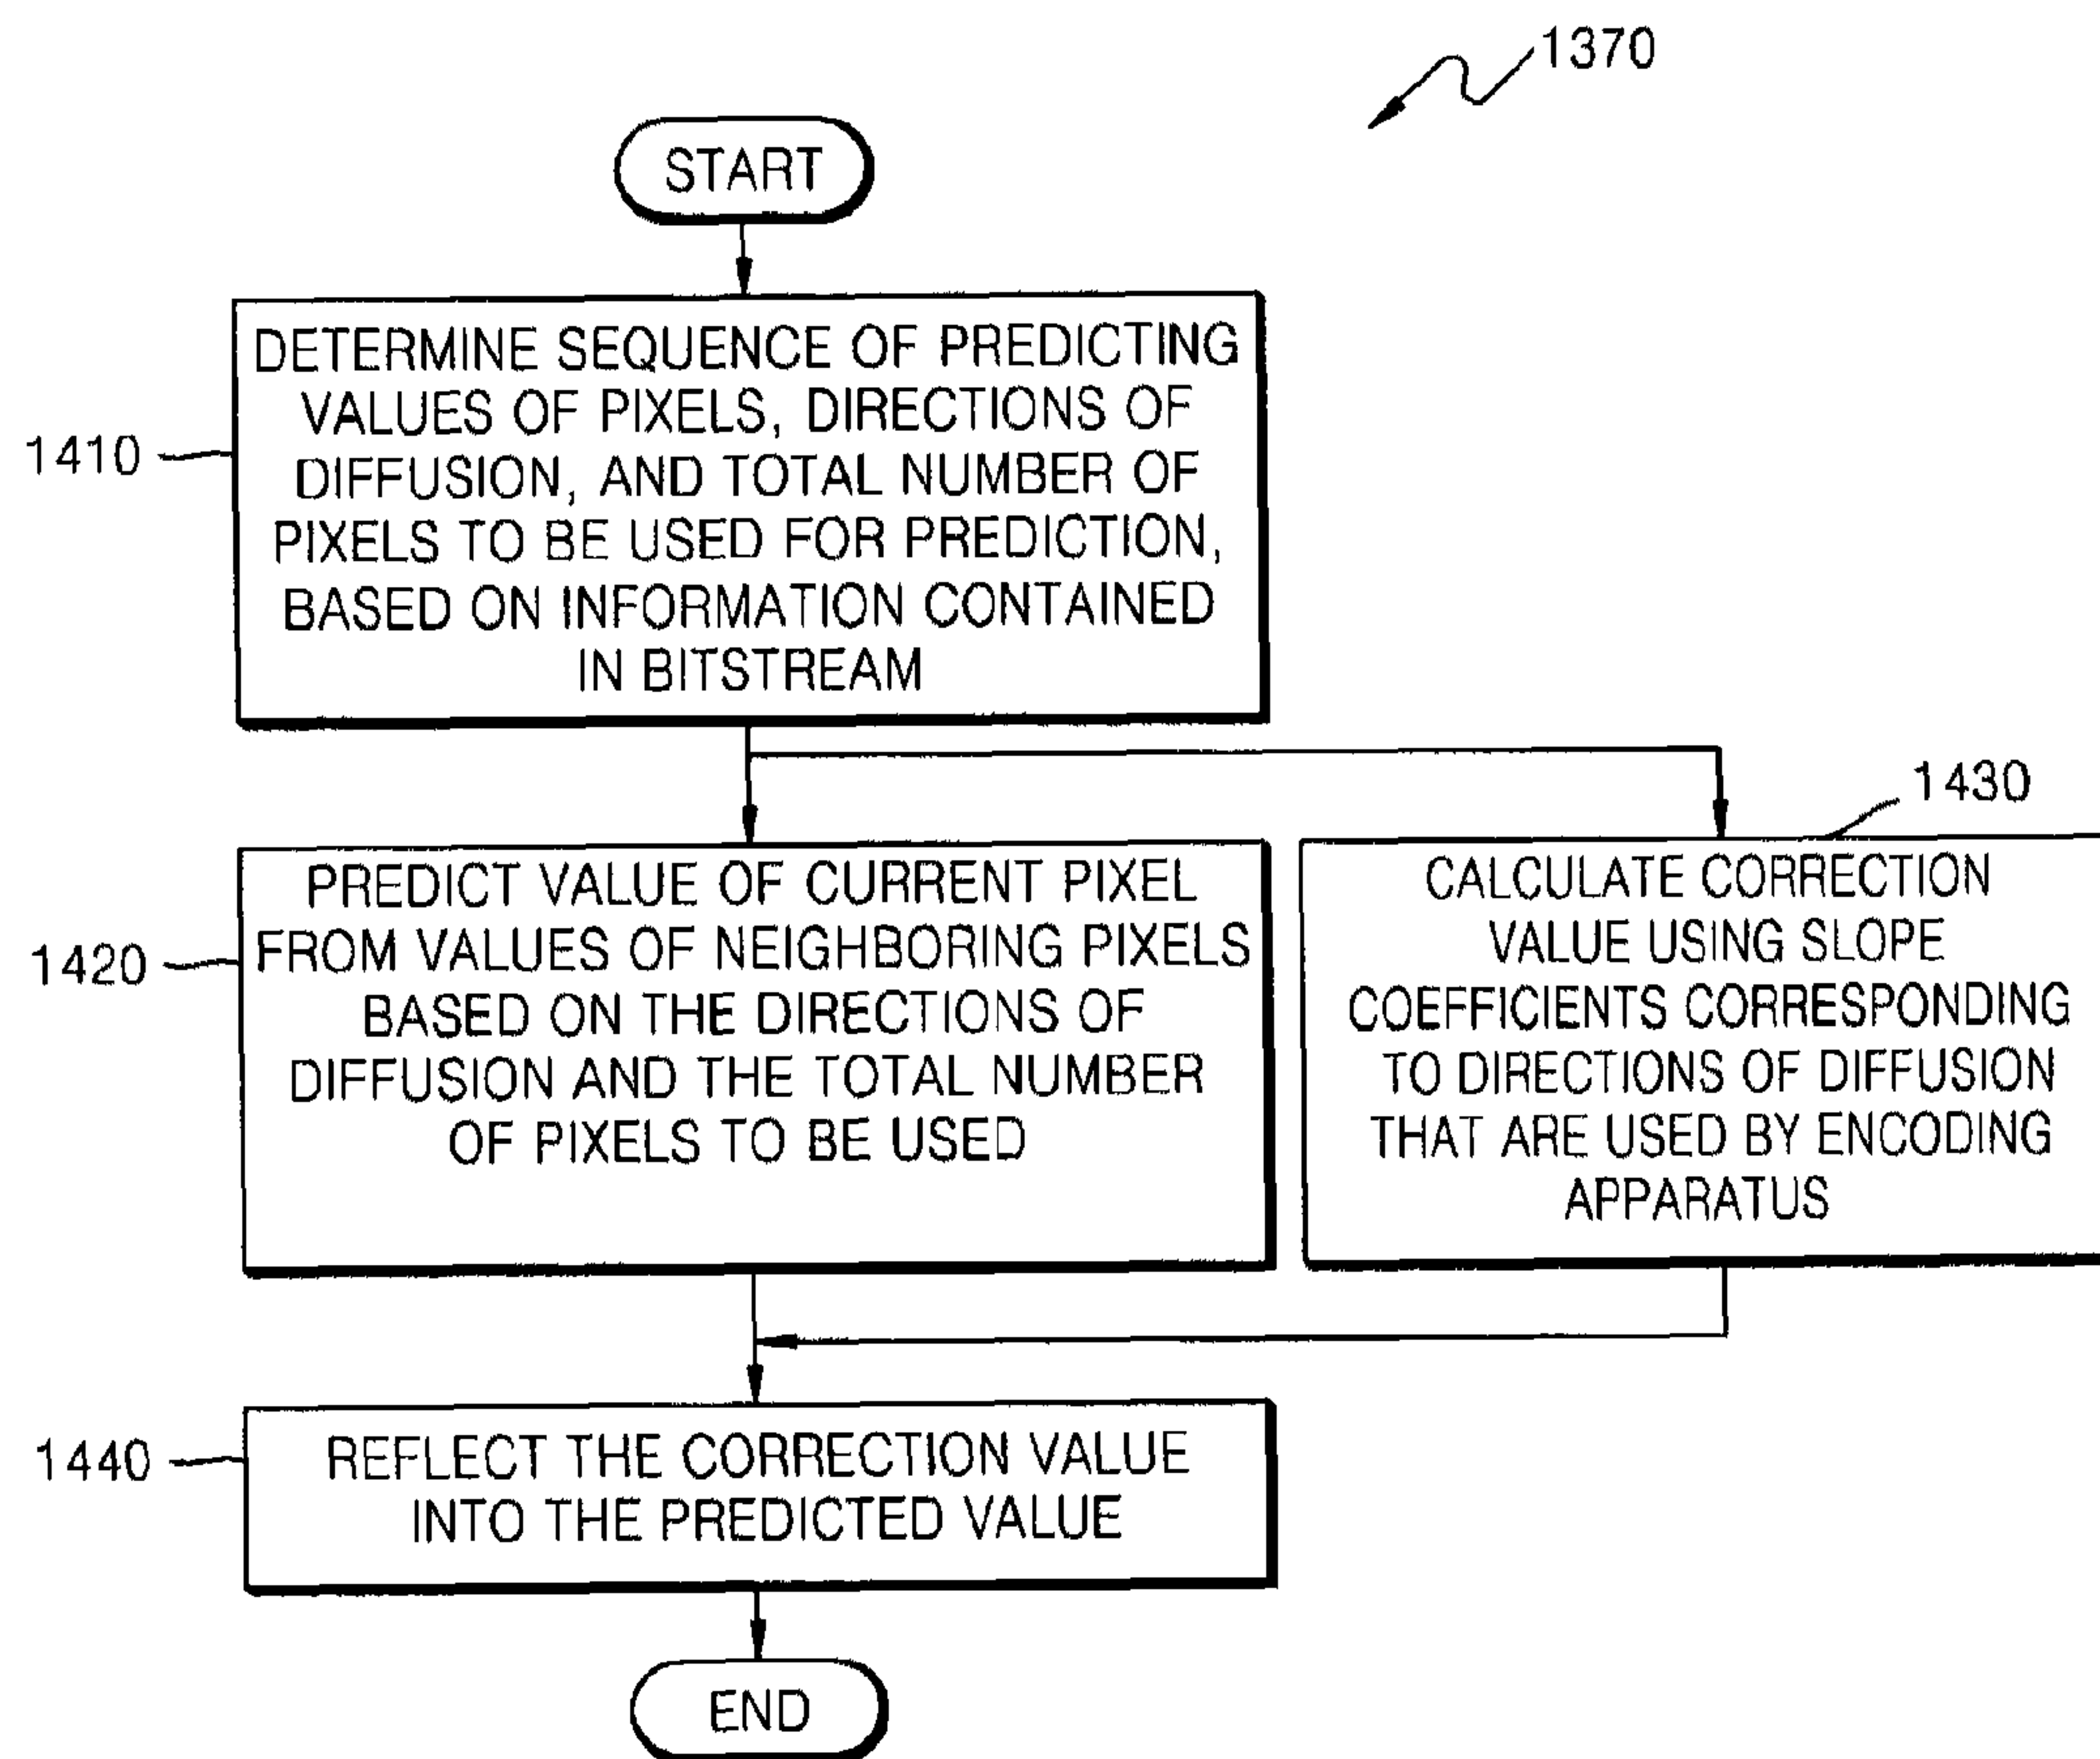 1370
START
DETERMINE SEQUENCE OF PREDICTING
VALUES OF PIXELS, DIRECTIONS OF
DIFFUSION, AND TOTAL NUMBER OF
PIXELS TO BE USED FOR PREDICTION,
BASED ON INFORMATION CONTAINED
IN BITSTREAM
1410
1430
PREDICT VALUE OF CURRENT PIXEL
FROM VALUES OF NEIGHBORING PIXELS
BASED ON THE DIRECTIONS OF
DIFFUSION AND THE TOTAL NUMBER
OF PIXELS TO BE USED
1420
CALCULATE CORRECTION
VALUE USING SLOPE
COEFFICIENTS CORRESPONDING
TO DIRECTIONS OF DIFFUSION
THAT ARE USED BY ENCODING
APPARATUS
1440
REFLECT THE CORRECTION VALUE
INTO THE PREDICTED VALUE
END